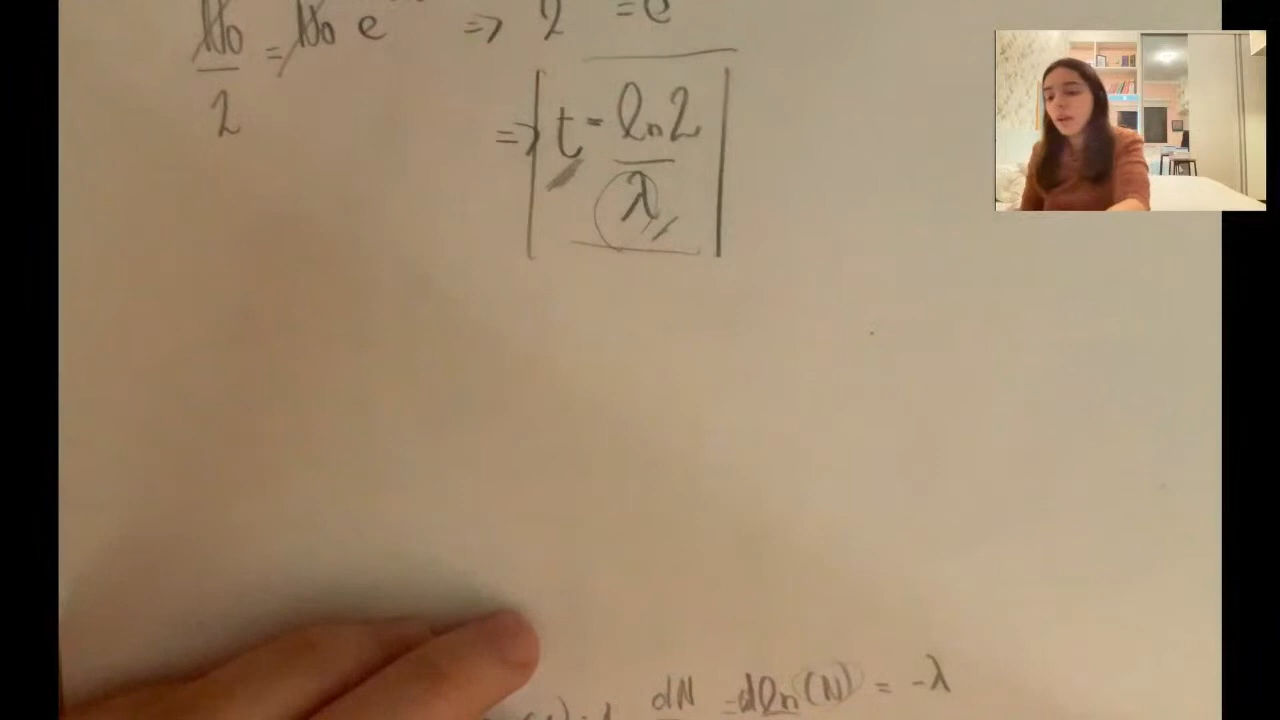 N₀/2 = N₀ e => 2 = e
=> t = ln2/λ
dN = dln(N) = -λ